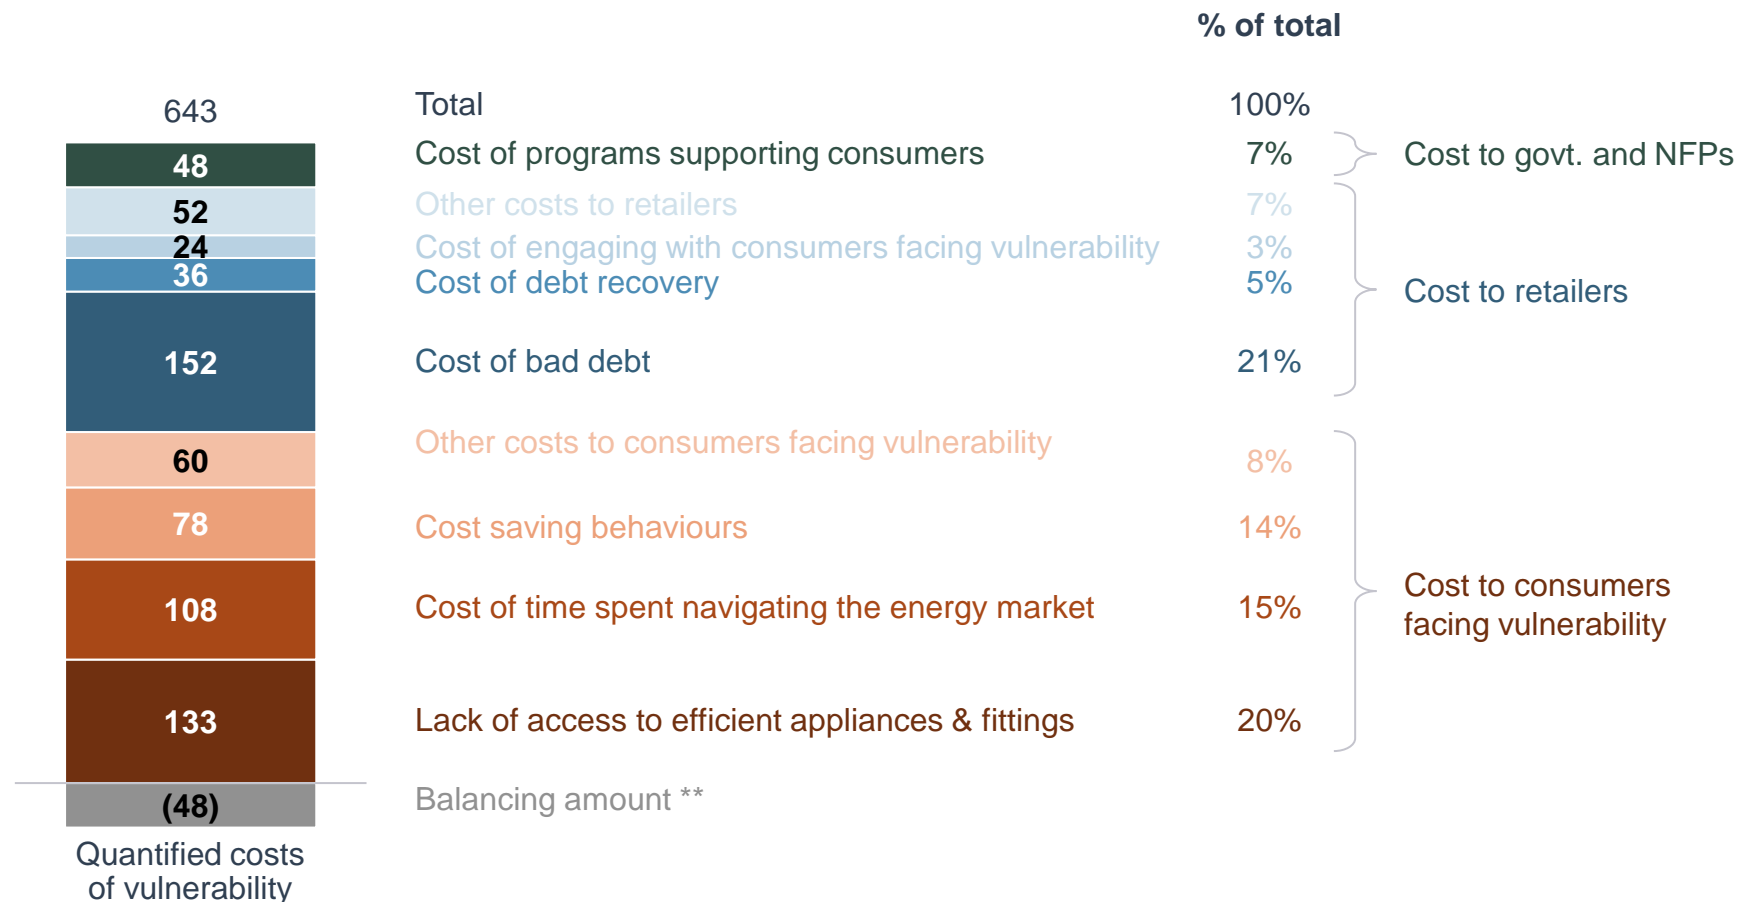 % of total
643
Total
100%
48
Cost of programs supporting consumers
7%
Cost to govt. and NFPs
52
Other costs to retailers
7%
24
Cost of engaging with consumers facing vulnerability
3%
36
Cost of debt recovery
5%
Cost to retailers
152
Cost of bad debt
21%
60
Other costs to consumers facing vulnerability
8%
78
Cost saving behaviours
14%
108
Cost of time spent navigating the energy market
15%
Cost to consumers
facing vulnerability
133
Lack of access to efficient appliances & fittings
20%
(48)
Balancing amount **
Quantified costs
of vulnerability